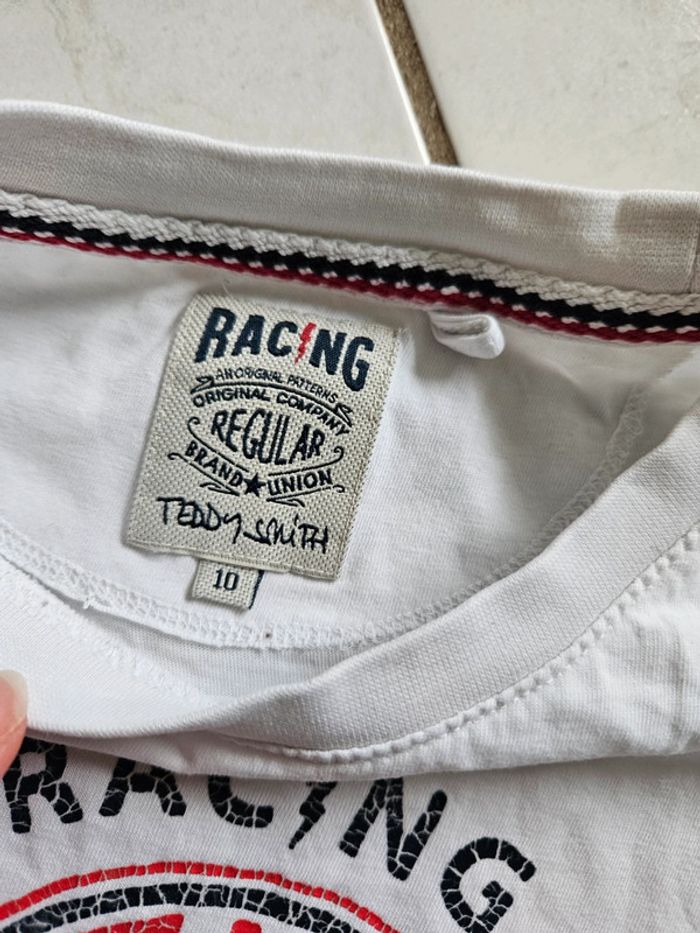 RACING
AN ORIGINAL PATTERNS
ORIGINAL COMPANY
REGULAR
BRAND ★ UNION
TEDDY SMITH
10
RACING